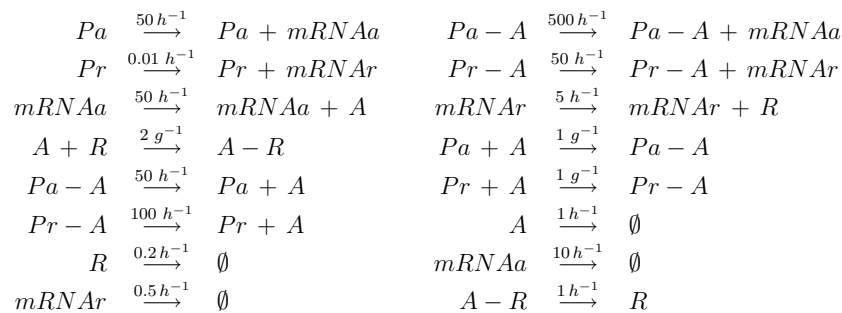 Pa 50 h⁻¹ ⟶ Pa + mRNAa Pa − A 500 h⁻¹ ⟶ Pa − A + mRNAa
Pr 0.01 h⁻¹ ⟶ Pr + mRNAr Pr − A 50 h⁻¹ ⟶ Pr − A + mRNAr
mRNAa 50 h⁻¹ ⟶ mRNAa + A mRNAr 5 h⁻¹ ⟶ mRNAr + R
A + R 2 g⁻¹ ⟶ A − R Pa + A 1 g⁻¹ ⟶ Pa − A
Pa − A 50 h⁻¹ ⟶ Pa + A Pr + A 1 g⁻¹ ⟶ Pr − A
Pr − A 100 h⁻¹ ⟶ Pr + A A 1 h⁻¹ ⟶ ∅
R 0.2 h⁻¹ ⟶ ∅ mRNAa 10 h⁻¹ ⟶ ∅
mRNAr 0.5 h⁻¹ ⟶ ∅ A − R 1 h⁻¹ ⟶ R